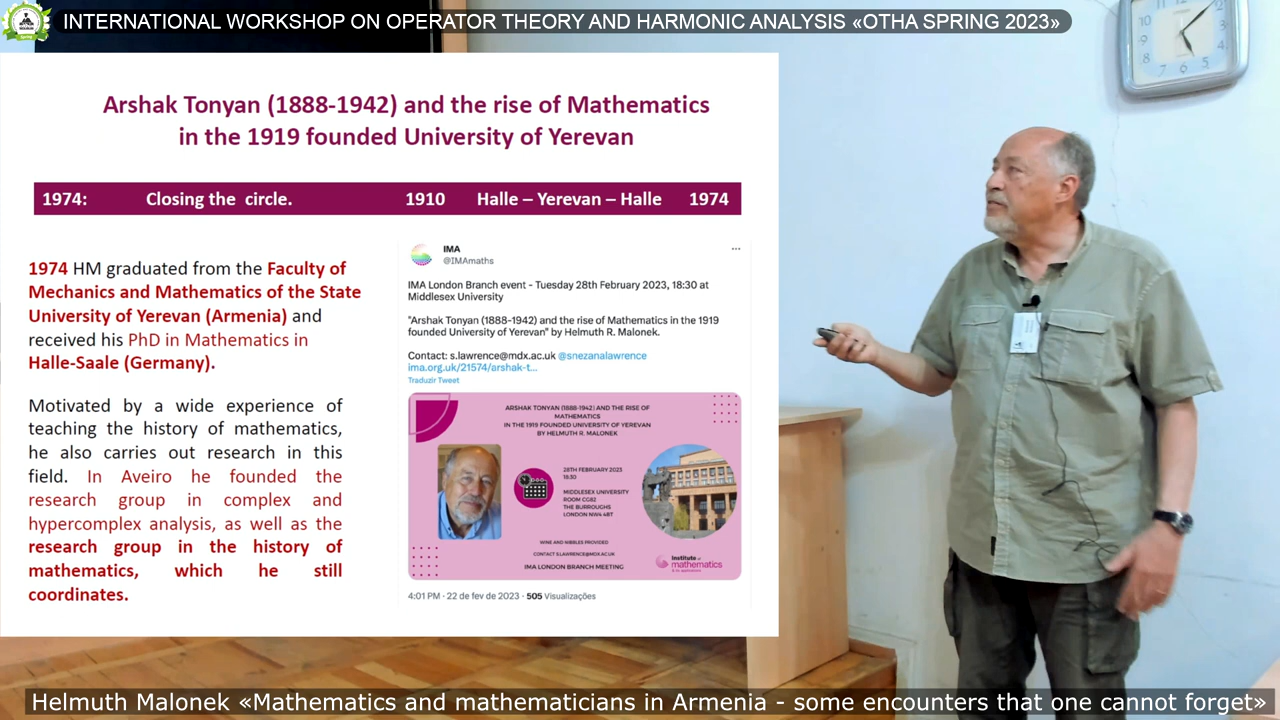 INTERNATIONAL WORKSHOP ON OPERATOR THEORY AND HARMONIC ANALYSIS «OTHA SPRING 2023»
Arshak Tonyan (1888-1942) and the rise of Mathematics
in the 1919 founded University of Yerevan
1974: Closing the circle. 1910 Halle – Yerevan – Halle 1974
1974 HM graduated from the Faculty of
Mechanics and Mathematics of the State
University of Yerevan (Armenia) and
received his PhD in Mathematics in
Halle-Saale (Germany).
Motivated by a wide experience of
teaching the history of mathematics,
he also carries out research in this
field. In Aveiro he founded the
research group in complex and
hypercomplex analysis, as well as the
research group in the history of
mathematics, which he still
coordinates.
IMA
@IMAmaths
IMA London Branch event - Tuesday 28th February 2023, 18:30 at
Middlesex University
"Arshak Tonyan (1888-1942) and the rise of Mathematics in the 1919
founded University of Yerevan" by Helmuth R. Malonek.
Contact: s.lawrence@mdx.ac.uk @snezanalawrence
ima.org.uk/21574/arshak-t...
Traduzir Tweet
ARSHAK TONYAN (1888-1942) AND THE RISE OF
MATHEMATICS
IN THE 1919 FOUNDED UNIVERSITY OF YEREVAN
BY HELMUTH R. MALONEK
28TH FEBRUARY 2023
18:30
MIDDLESEX UNIVERSITY
ROOM CG82
THE BURROUGHS
LONDON NW4 4BT
WINE AND NIBBLES PROVIDED
CONTACT S.LAWRENCE@MDX.AC.UK
IMA LONDON BRANCH MEETING
Institute of
mathematics
& its applications
4:01 PM · 22 de fev de 2023 · 505 Visualizações
Helmuth Malonek «Mathematics and mathematicians in Armenia - some encounters that one cannot forget»